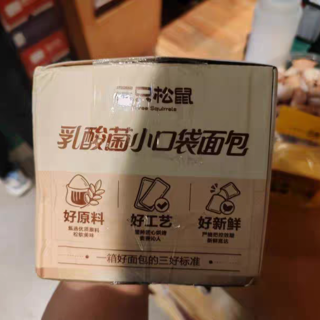 三只松鼠
Three Squirrels
乳酸菌小口袋面包
好原料
好工艺
好新鲜
一箱好面包的三好标准